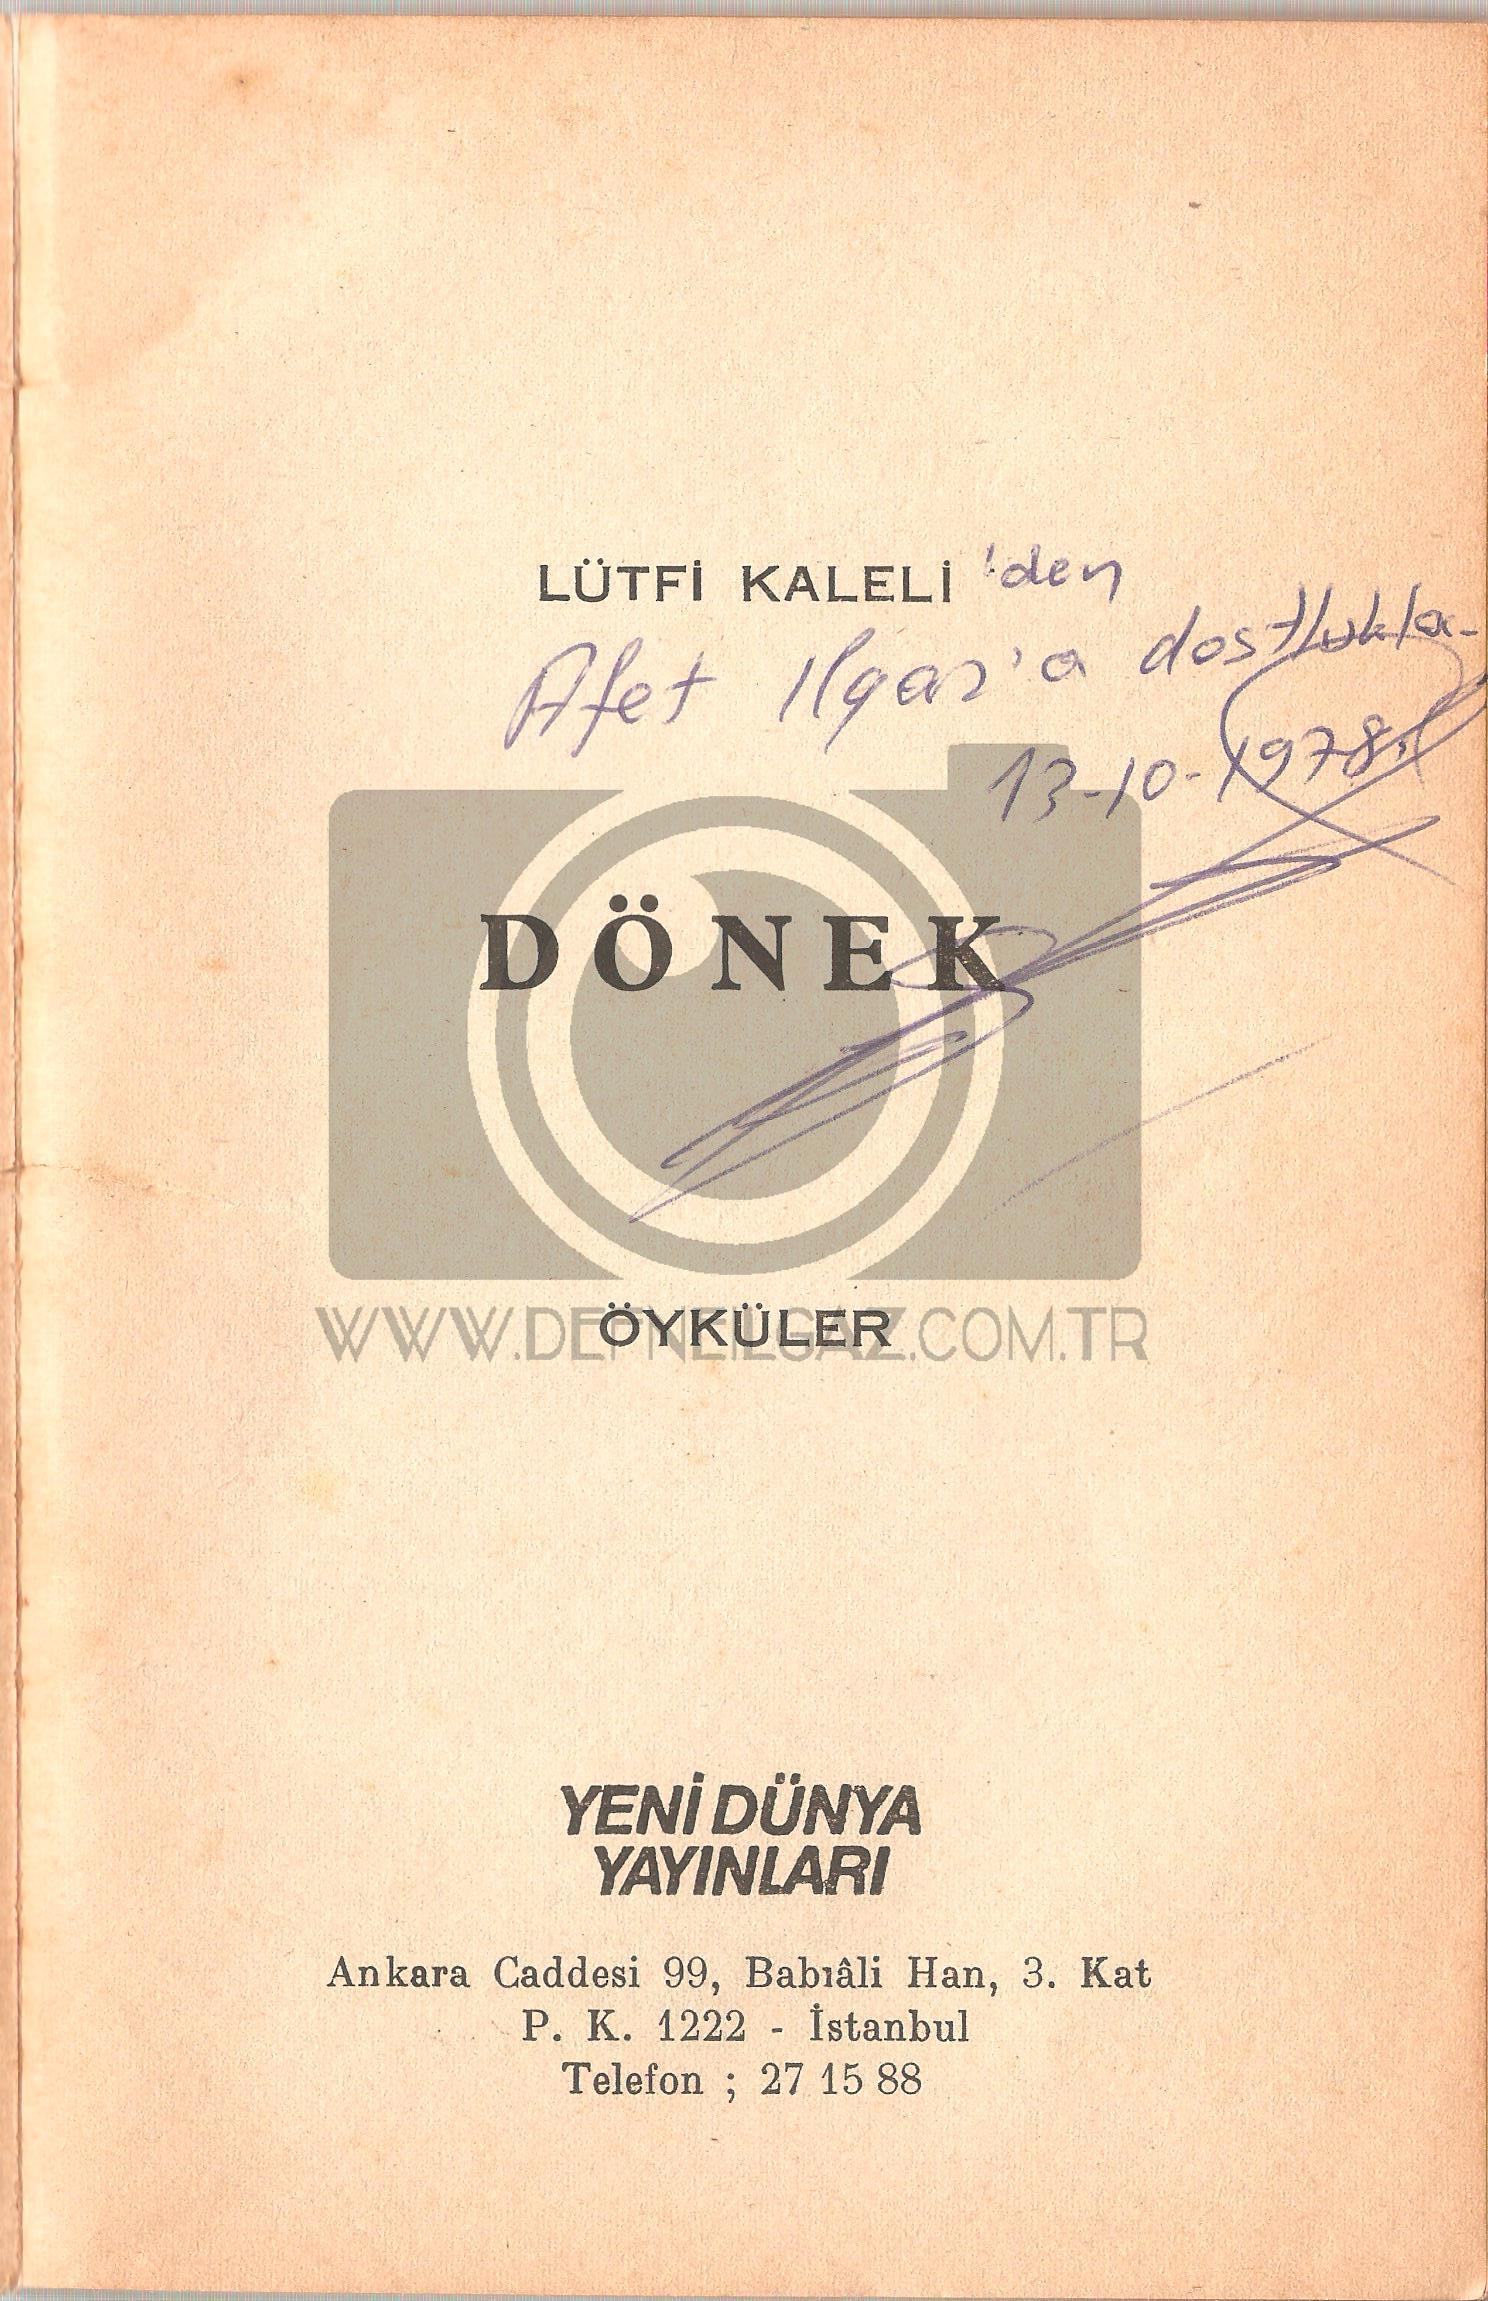 LÜTFİ KALELİ 'den
Afet Ilgaz'a dostlukla-
13-10-1978
DÖNEK
ÖYKÜLER
WWW.DEFNEILGAZ.COM.TR
YENİ DÜNYA
YAYINLARI
Ankara Caddesi 99, Babıâli Han, 3. Kat
P. K. 1222 - İstanbul
Telefon ; 27 15 88